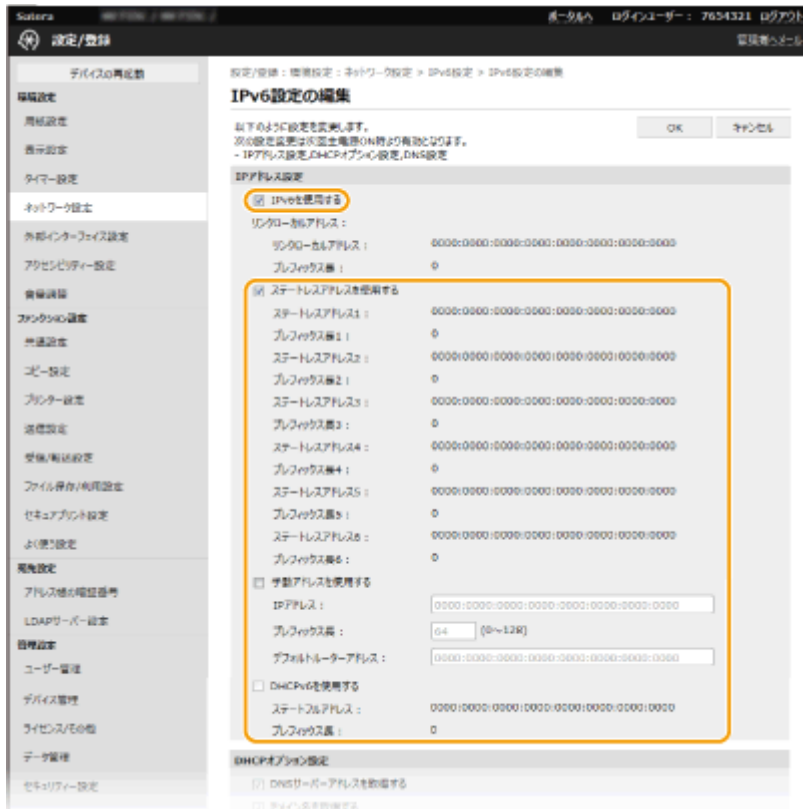 Satera
ポータルへ ログインユーザー： 7654321 ログアウト
設定/登録
管理者へメール
デバイスの再起動
環境設定
用紙設定
表示設定
タイマー設定
ネットワーク設定
外部インターフェイス設定
アクセシビリティー設定
音量調整
ファンクション設定
共通設定
コピー設定
プリンター設定
送信設定
受信/転送設定
ファイル保存/利用設定
セキュアプリント設定
よく使う設定
宛先設定
アドレス帳の暗証番号
LDAPサーバー設定
管理設定
ユーザー管理
デバイス管理
ライセンス/その他
データ管理
セキュリティー設定
設定/登録 : 環境設定 : ネットワーク設定 > IPv6設定 > IPv6設定の編集
IPv6設定の編集
以下のように設定を変更します。
次の設定変更は次回主電源ON時より有効となります。
- IPアドレス設定,DHCPオプション設定,DNS設定
OK キャンセル
IPアドレス設定
IPv6を使用する
リンクローカルアドレス：
リンクローカルアドレス： 0000:0000:0000:0000:0000:0000:0000:0000
プレフィックス長： 0
ステートレスアドレスを使用する
ステートレスアドレス1： 0000:0000:0000:0000:0000:0000:0000:0000
プレフィックス長1： 0
ステートレスアドレス2： 0000:0000:0000:0000:0000:0000:0000:0000
プレフィックス長2： 0
ステートレスアドレス3： 0000:0000:0000:0000:0000:0000:0000:0000
プレフィックス長3： 0
ステートレスアドレス4： 0000:0000:0000:0000:0000:0000:0000:0000
プレフィックス長4： 0
ステートレスアドレス5： 0000:0000:0000:0000:0000:0000:0000:0000
プレフィックス長5： 0
ステートレスアドレス6： 0000:0000:0000:0000:0000:0000:0000:0000
プレフィックス長6： 0
手動アドレスを使用する
IPアドレス： 0000:0000:0000:0000:0000:0000:0000:0000
プレフィックス長： 64 (0～128)
デフォルトルーターアドレス： 0000:0000:0000:0000:0000:0000:0000:0000
DHCPv6を使用する
ステートフルアドレス： 0000:0000:0000:0000:0000:0000:0000:0000
プレフィックス長： 0
DHCPオプション設定
DNSサーバーアドレスを取得する
ドメイン名を取得する